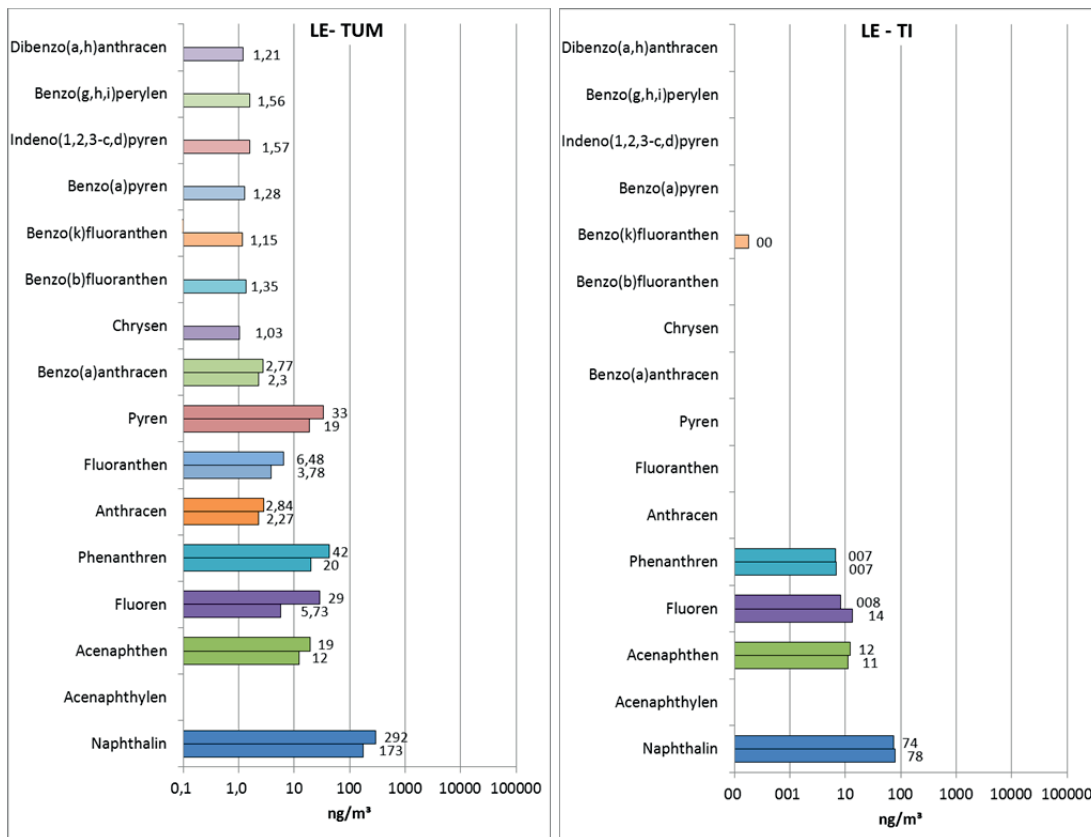 LE- TUM
Dibenzo(a,h)anthracen
1,21
Benzo(g,h,i)perylen
1,56
Indeno(1,2,3-c,d)pyren
1,57
Benzo(a)pyren
1,28
Benzo(k)fluoranthen
1,15
Benzo(b)fluoranthen
1,35
Chrysen
1,03
Benzo(a)anthracen
2,77
2,3
Pyren
33
19
Fluoranthen
6,48
3,78
Anthracen
2,84
2,27
Phenanthren
42
20
Fluoren
29
5,73
Acenaphthen
19
12
Acenaphthylen
Naphthalin
292
173
0,1 1,0 10 100 1000 10000 100000
ng/m³
LE - TI
Dibenzo(a,h)anthracen
Benzo(g,h,i)perylen
Indeno(1,2,3-c,d)pyren
Benzo(a)pyren
Benzo(k)fluoranthen
00
Benzo(b)fluoranthen
Chrysen
Benzo(a)anthracen
Pyren
Fluoranthen
Anthracen
Phenanthren
007
007
Fluoren
008
14
Acenaphthen
12
11
Acenaphthylen
Naphthalin
74
78
00 001 10 100 1000 10000 100000
ng/m³